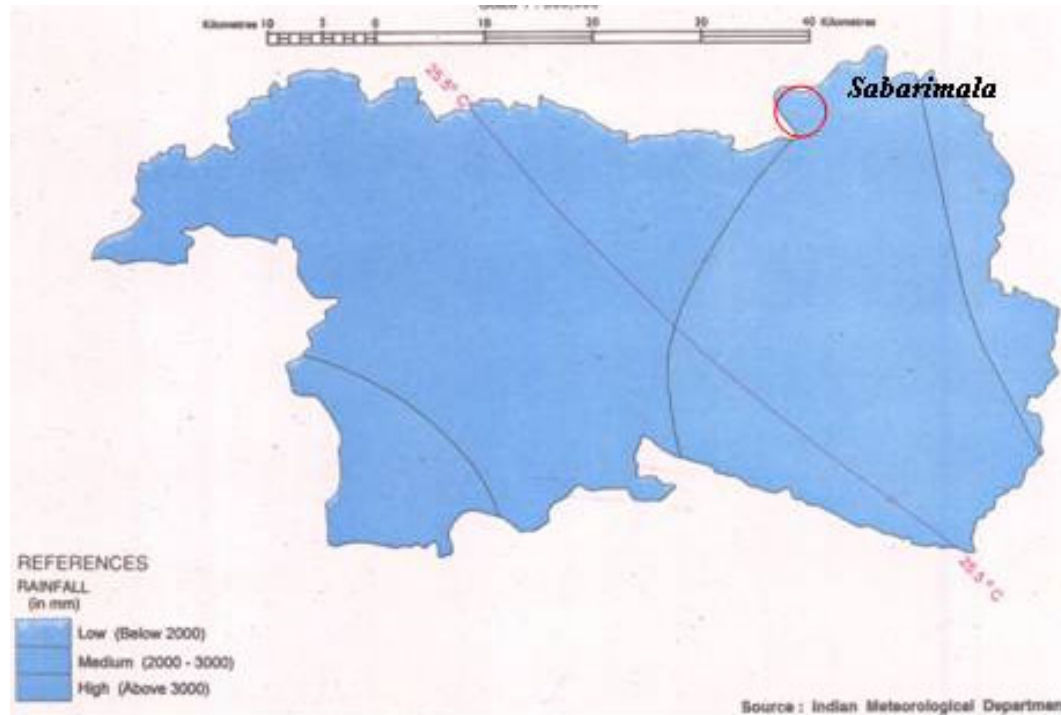 Kilometres 10 5 0 10 20 30 40 Kilometres
25.5° C
Sabarimala
25.5° C
REFERENCES
RAINFALL
(in mm)
Low (Below 2000)
Medium (2000 - 3000)
High (Above 3000)
Source : Indian Meteorological Departmen